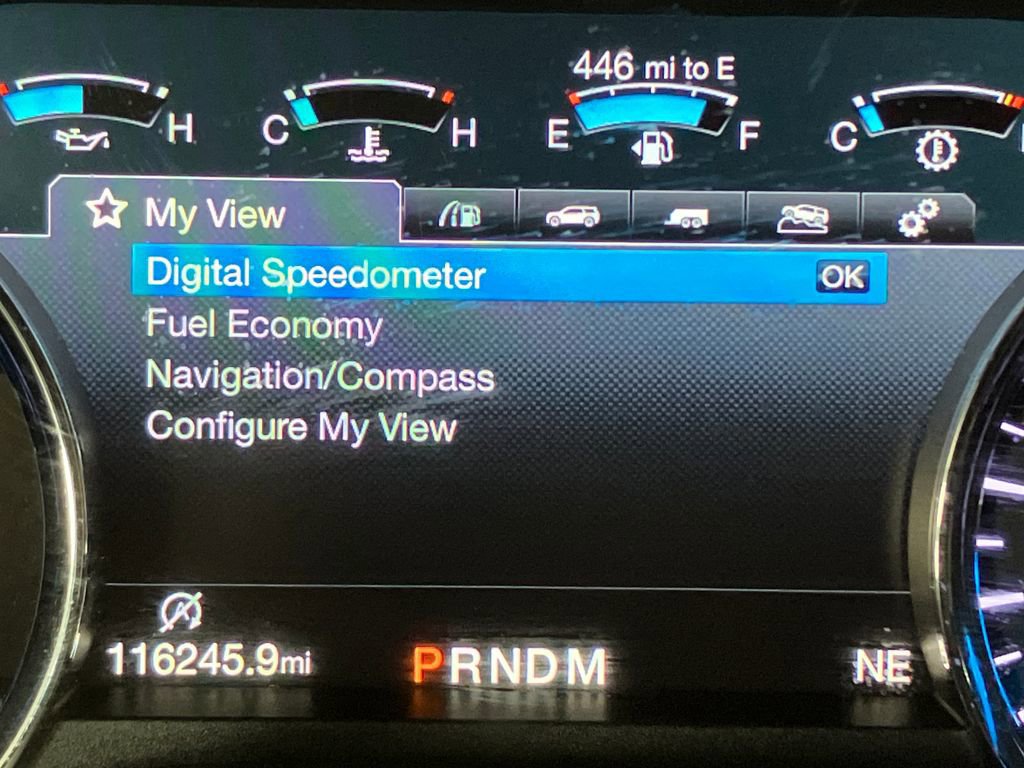 446 mi to E
H
C
H
E
F
C
My View
Digital Speedometer OK
Fuel Economy
Navigation/Compass
Configure My View
A
116245.9mi
PRNDM
NE